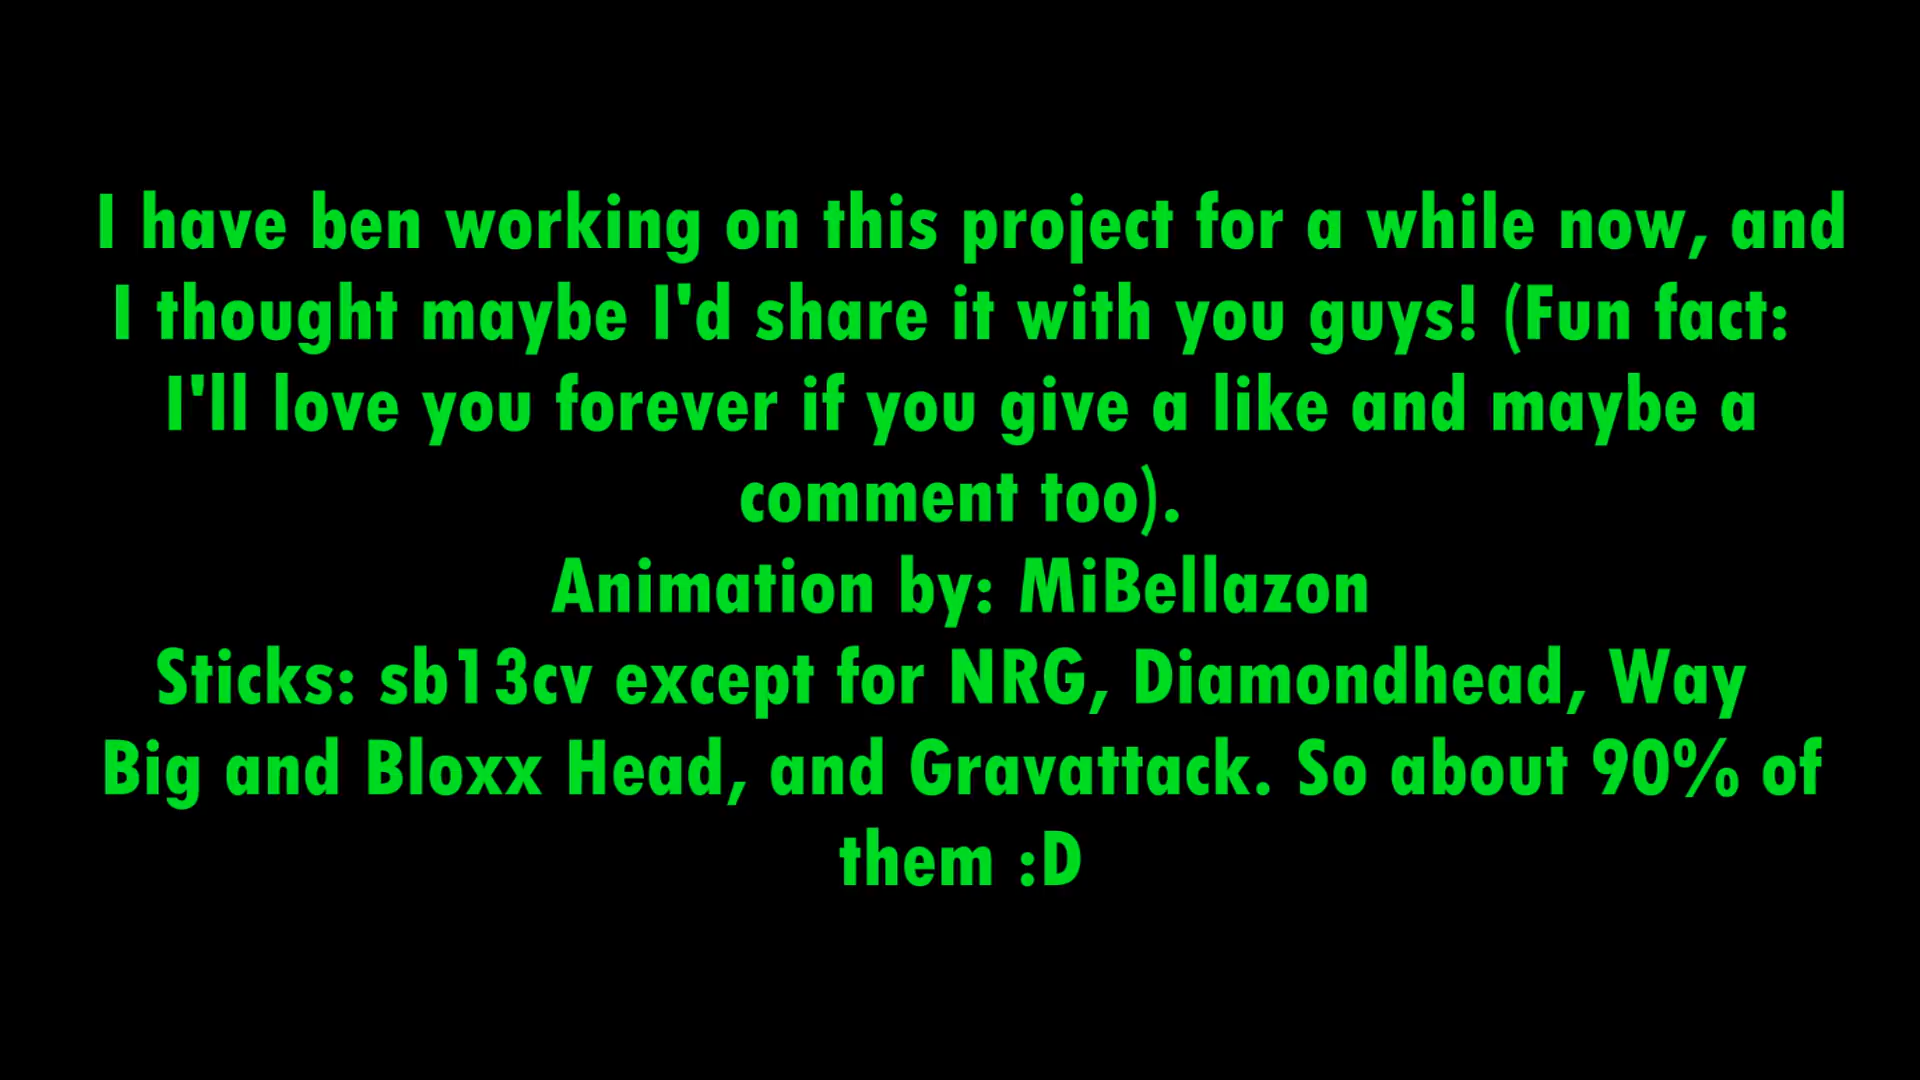 I have ben working on this project for a while now, and
I thought maybe I'd share it with you guys! (Fun fact:
I'll love you forever if you give a like and maybe a
comment too).
Animation by: MiBellazon
Sticks: sb13cv except for NRG, Diamondhead, Way
Big and Bloxx Head, and Gravattack. So about 90% of
them :D